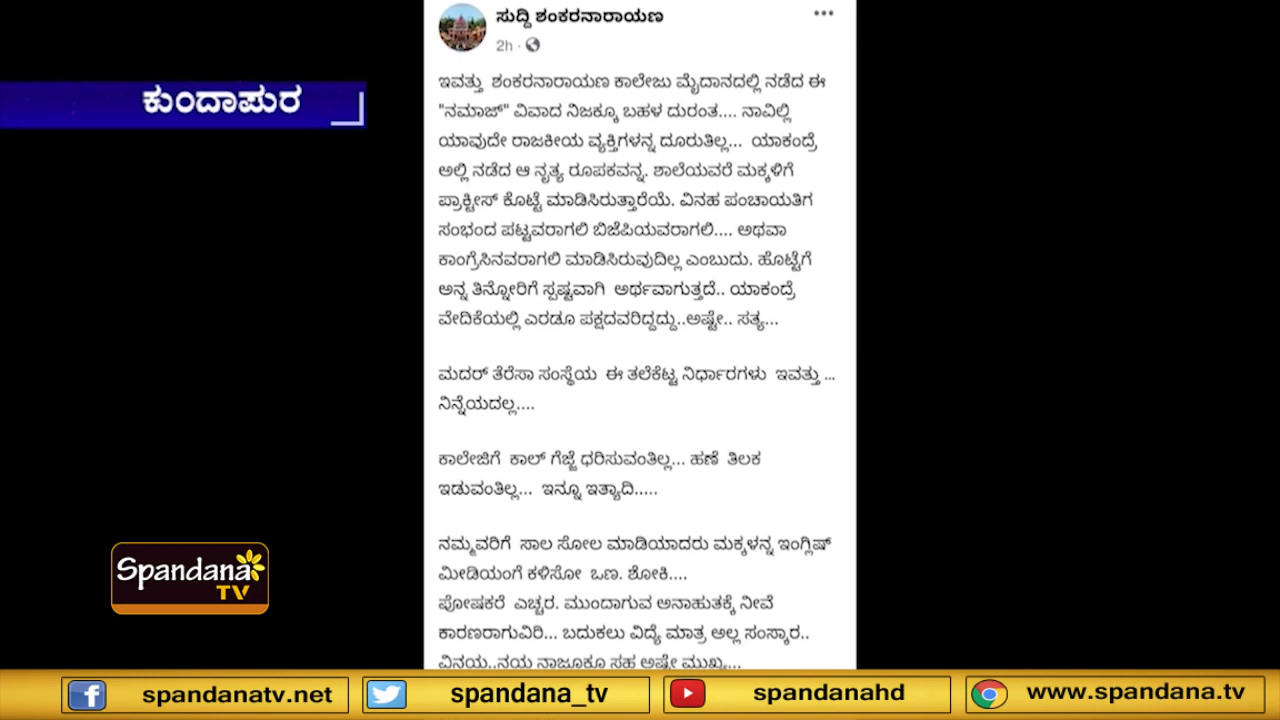 ಸುದ್ದಿ ಶಂಕರನಾರಾಯಣ
2h
ಕುಂದಾಪುರ
ಇವತ್ತು ಶಂಕರನಾರಾಯಣ ಕಾಲೇಜು ಮೈದಾನದಲ್ಲಿ ನಡೆದ ಈ
"ನಮಾಜ್" ವಿವಾದ ನಿಜಕ್ಕೂ ಬಹಳ ದುರಂತ.... ನಾವಿಲ್ಲಿ
ಯಾವುದೇ ರಾಜಕೀಯ ವ್ಯಕ್ತಿಗಳನ್ನ ದೂರುತಿಲ್ಲ... ಯಾಕಂದ್ರೆ
ಅಲ್ಲಿ ನಡೆದ ಆ ನೃತ್ಯ ರೂಪಕವನ್ನ. ಶಾಲೆಯವರೆ ಮಕ್ಕಳಿಗೆ
ಪ್ರಾಕ್ಟೀಸ್ ಕೊಟ್ಟೆ ಮಾಡಿಸಿರುತ್ತಾರೆಯೆ. ವಿನಹ ಪಂಚಾಯತಿಗ
ಸಂಭಂದ ಪಟ್ಟವರಾಗಲಿ ಬಿಜೆಪಿಯವರಾಗಲಿ.... ಅಥವಾ
ಕಾಂಗ್ರೆಸಿನವರಾಗಲಿ ಮಾಡಿಸಿರುವುದಿಲ್ಲ ಎಂಬುದು. ಹೊಟ್ಟೆಗೆ
ಅನ್ನ ತಿನ್ನೋರಿಗೆ ಸ್ಪಷ್ಟವಾಗಿ ಅರ್ಥವಾಗುತ್ತದೆ.. ಯಾಕಂದ್ರೆ
ವೇದಿಕೆಯಲ್ಲಿ ಎರಡೂ ಪಕ್ಷದವರಿದ್ದದ್ದು..ಅಷ್ಟೇ.. ಸತ್ಯ...
ಮದರ್ ತೆರೆಸಾ ಸಂಸ್ಥೆಯ ಈ ತಲೆಕೆಟ್ಟ ನಿರ್ಧಾರಗಳು ಇವತ್ತು ...
ನಿನ್ನೆಯದಲ್ಲ....
ಕಾಲೇಜಿಗೆ ಕಾಲ್ ಗೆಜ್ಜೆ ಧರಿಸುವಂತಿಲ್ಲ... ಹಣೆ ತಿಲಕ
ಇಡುವಂತಿಲ್ಲ... ಇನ್ನೂ ಇತ್ಯಾದಿ.....
ನಮ್ಮವರಿಗೆ ಸಾಲ ಸೋಲ ಮಾಡಿಯಾದರು ಮಕ್ಕಳನ್ನ ಇಂಗ್ಲಿಷ್
ಮೀಡಿಯಂಗೆ ಕಳಿಸೋ ಒಣ. ಶೋಕಿ....
ಪೋಷಕರೆ ಎಚ್ಚರ. ಮುಂದಾಗುವ ಅನಾಹುತಕ್ಕೆ ನೀವೆ
ಕಾರಣರಾಗುವಿರಿ... ಬದುಕಲು ವಿದ್ಯೆ ಮಾತ್ರ ಅಲ್ಲ ಸಂಸ್ಕಾರ..
ವಿನಯ..ನಯ ನಾಜೂಕೂ ಸಹ ಅಷ್ಟೇ ಮುಖ್ಯ....
Spandana
TV
spandanatv.net
spandana_tv
spandanahd
www.spandana.tv